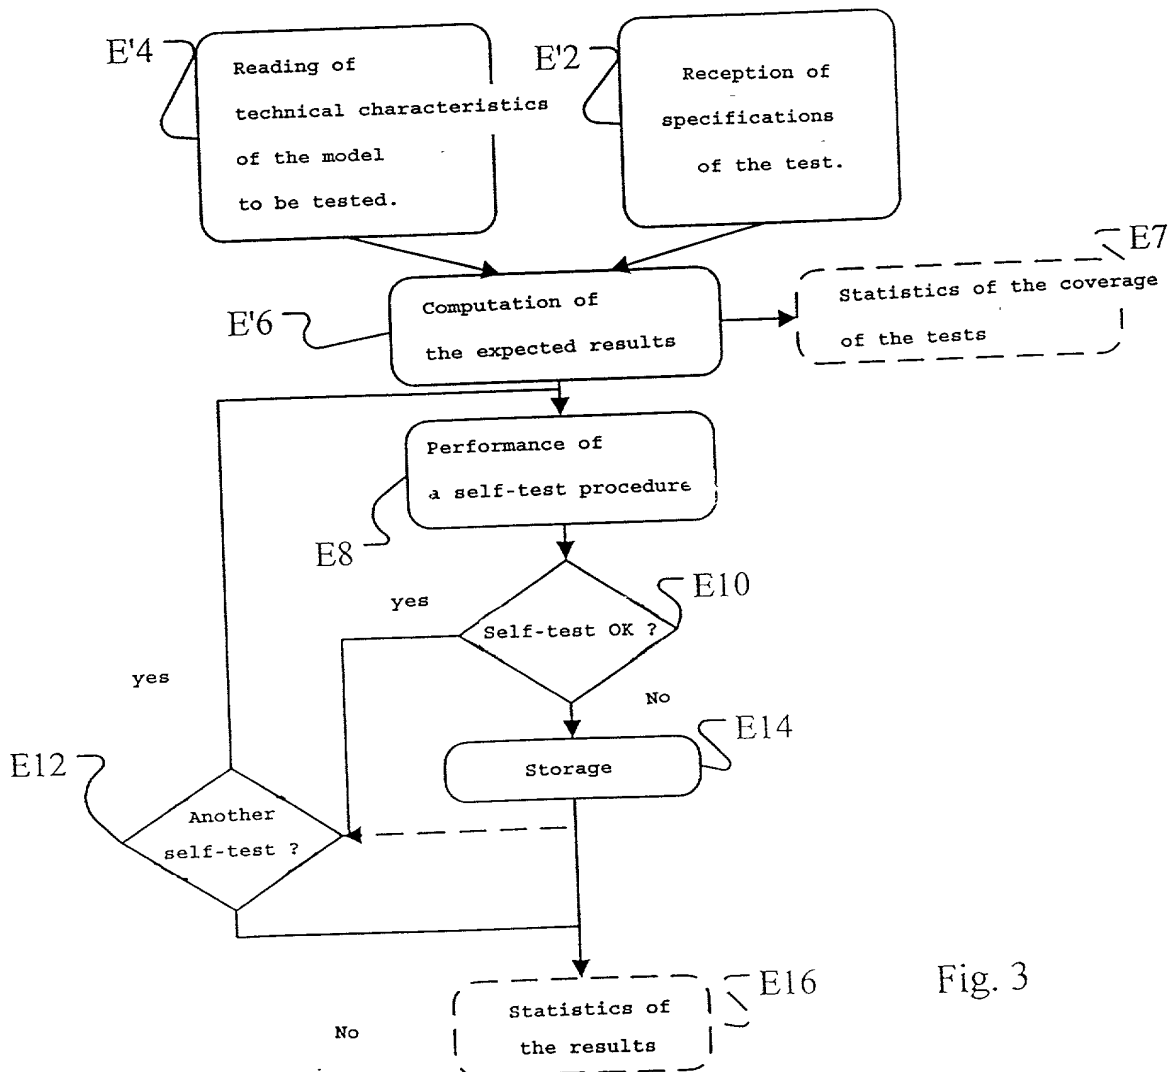 E'4
Reading of
technical characteristics
of the model
to be tested.
E'2
Reception of
specifications
of the test.
E7
Statistics of the coverage
of the tests
E'6
Computation of
the expected results
Performance of
a self-test procedure
E8
E10
yes
Self-test OK ?
yes
No
E14
Storage
E12
Another
self-test ?
E16
Statistics of
the results
No
Fig. 3